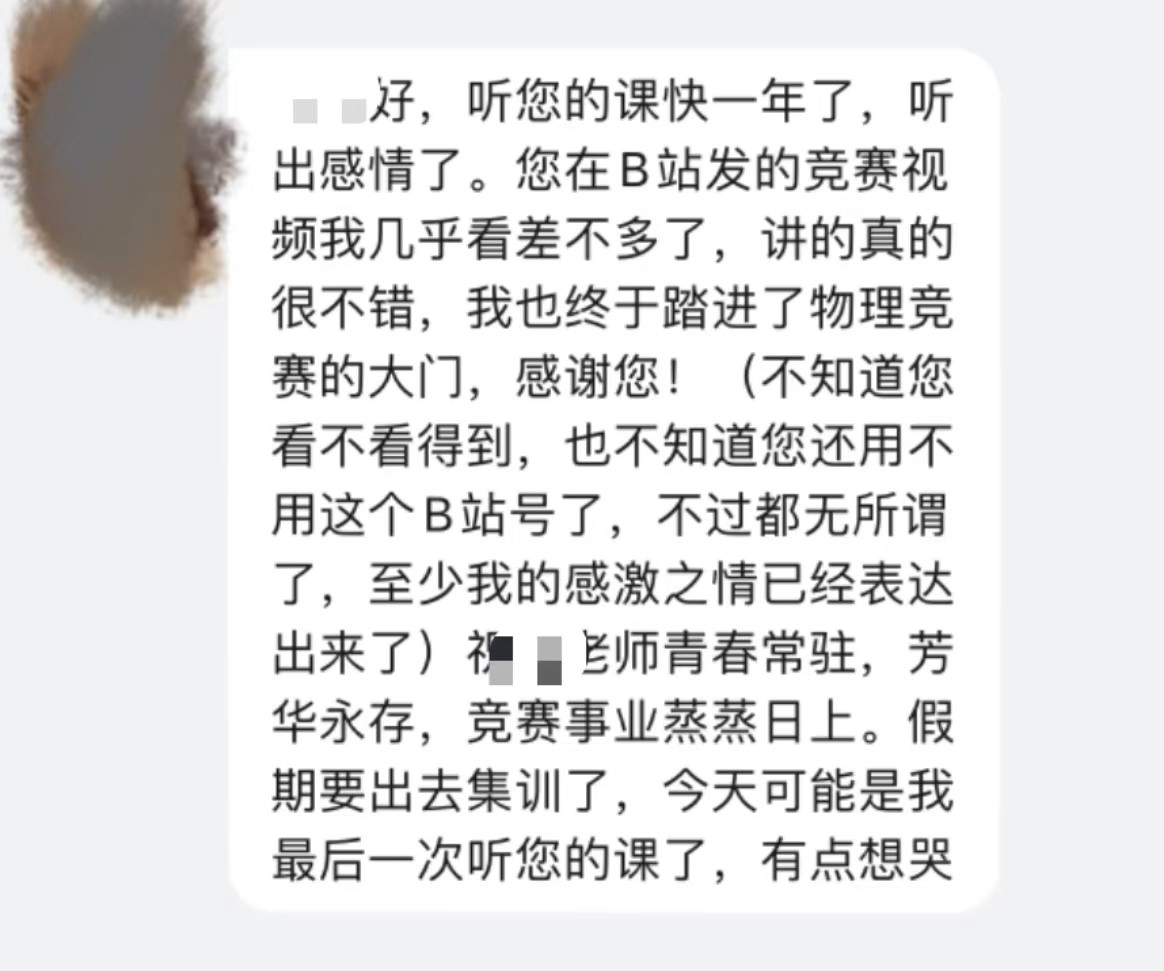 好，听您的课快一年了，听
出感情了。您在B站发的竞赛视
频我几乎看差不多了，讲的真的
很不错，我也终于踏进了物理竞
赛的大门，感谢您！（不知道您
看不看得到，也不知道您还用不
用这个B站号了，不过都无所谓
了，至少我的感激之情已经表达
出来了）祝老师青春常驻，芳
华永存，竞赛事业蒸蒸日上。假
期要出去集训了，今天可能是我
最后一次听您的课了，有点想哭